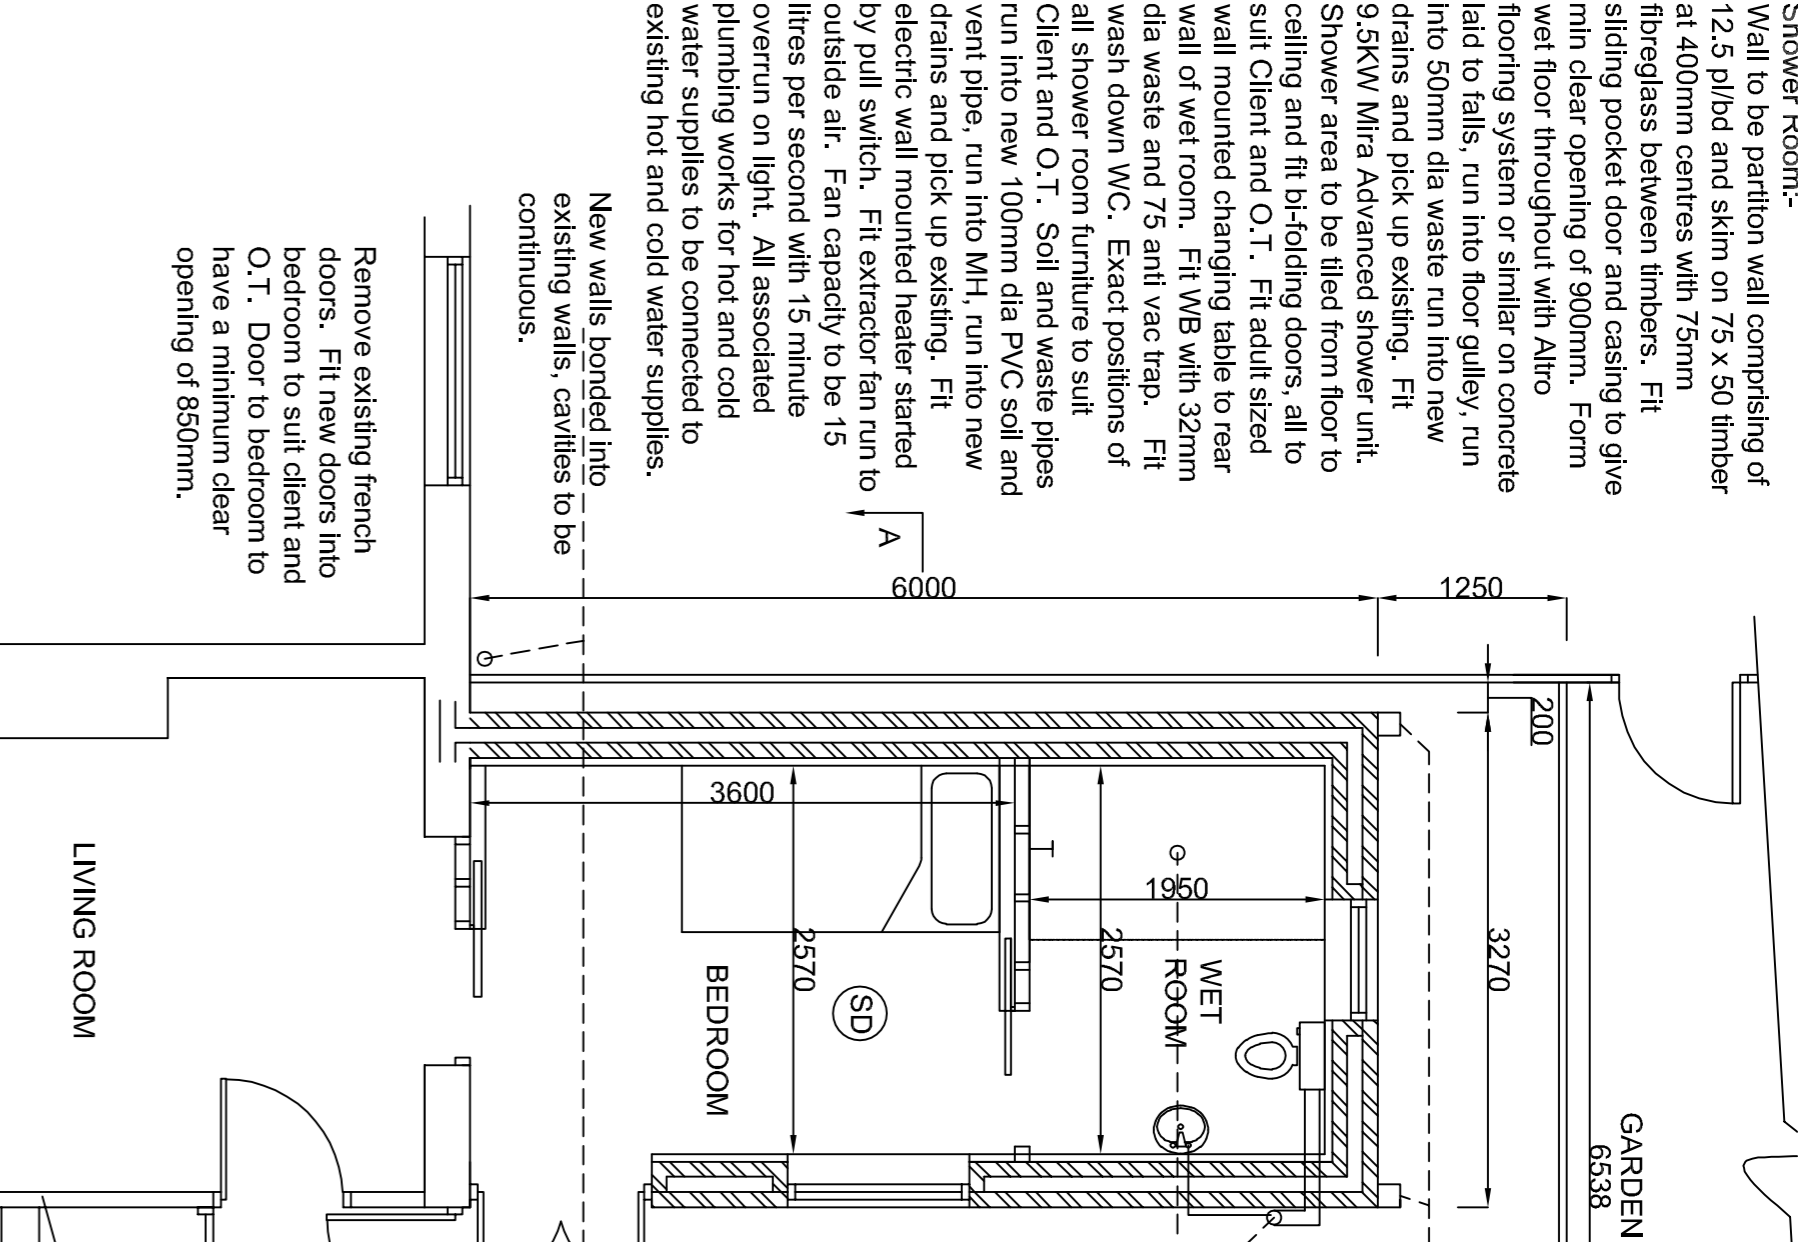 Shower Room:-
Wall to be partiton wall comprising of
12.5 pl/bd and skim on 75 x 50 timber
at 400mm centres with 75mm
fibreglass between timbers. Fit
sliding pocket door and casing to give
min clear opening of 900mm. Form
wet floor throughout with Altro
flooring system or similar on concrete
laid to falls, run into floor gulley, run
into 50mm dia waste run into new
drains and pick up existing. Fit
9.5KW Mira Advanced shower unit.
Shower area to be tiled from floor to
ceiling and fit bi-folding doors, all to
suit Client and O.T. Fit adult sized
wall mounted changing table to rear
wall of wet room. Fit WB with 32mm
dia waste and 75 anti vac trap. Fit
wash down WC. Exact positions of
all shower room furniture to suit
Client and O.T. Soil and waste pipes
run into new 100mm dia PVC soil and
vent pipe, run into MH, run into new
drains and pick up existing. Fit
electric wall mounted heater started
by pull switch. Fit extractor fan run to
outside air. Fan capacity to be 15
litres per second with 15 minute
overrun on light. All associated
plumbing works for hot and cold
water supplies to be connected to
existing hot and cold water supplies.
New walls bonded into
existing walls, cavities to be
continuous.
Remove existing french
doors. Fit new doors into
bedroom to suit client and
O.T. Door to bedroom to
have a minimum clear
opening of 850mm.
A
6000
1250
200
3600
1950
2570
2570
3270
WET
ROOM
SD
BEDROOM
LIVING ROOM
GARDEN
6538